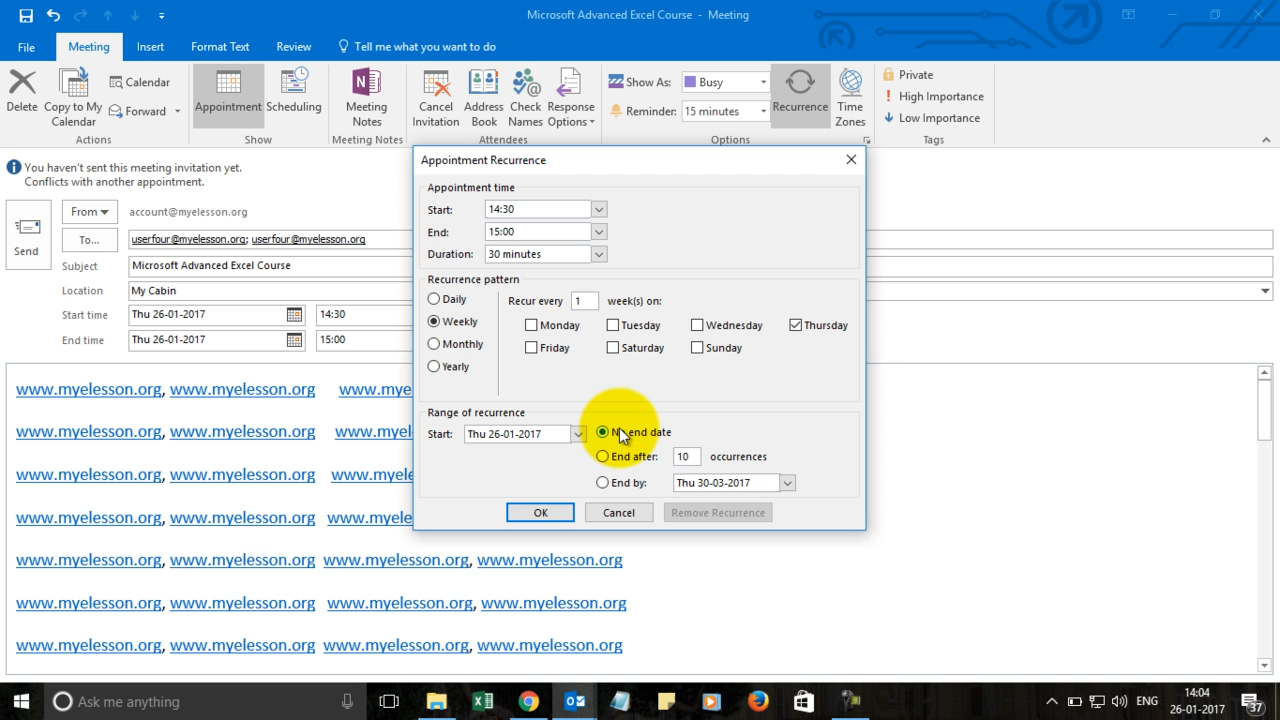 Microsoft Advanced Excel Course - Meeting
File Meeting Insert Format Text Review Tell me what you want to do
Delete
Copy to My Calendar
Calendar
Forward
Actions
Appointment
Scheduling
Show
Meeting Notes
Meeting Notes
Cancel Invitation
Address Book
Check Names
Response Options
Attendees
Show As: Busy
Reminder: 15 minutes
Recurrence
Time Zones
Options
Private
High Importance
Low Importance
Tags
You haven't sent this meeting invitation yet.
Conflicts with another appointment.
Send
From account@myelesson.org
To... userfour@myelesson.org; userfour@myelesson.org
Subject Microsoft Advanced Excel Course
Location My Cabin
Start time Thu 26-01-2017 14:30
End time Thu 26-01-2017 15:00
www.myelesson.org, www.myelesson.org www.mye
www.myelesson.org, www.myelesson.org www.myel
www.myelesson.org, www.myelesson.org www.myele
www.myelesson.org, www.myelesson.org www.myele
www.myelesson.org, www.myelesson.org www.myelesson.org, www.myelesson.org
www.myelesson.org, www.myelesson.org www.myelesson.org, www.myelesson.org
www.myelesson.org, www.myelesson.org www.myelesson.org, www.myelesson.org
Appointment Recurrence
Appointment time
Start: 14:30
End: 15:00
Duration: 30 minutes
Recurrence pattern
Daily
Weekly
Monthly
Yearly
Recur every 1 week(s) on:
Monday Tuesday Wednesday Thursday
Friday Saturday Sunday
Range of recurrence
Start: Thu 26-01-2017
No end date
End after: 10 occurrences
End by: Thu 30-03-2017
OK Cancel Remove Recurrence
Ask me anything
ENG
14:04
26-01-2017
37